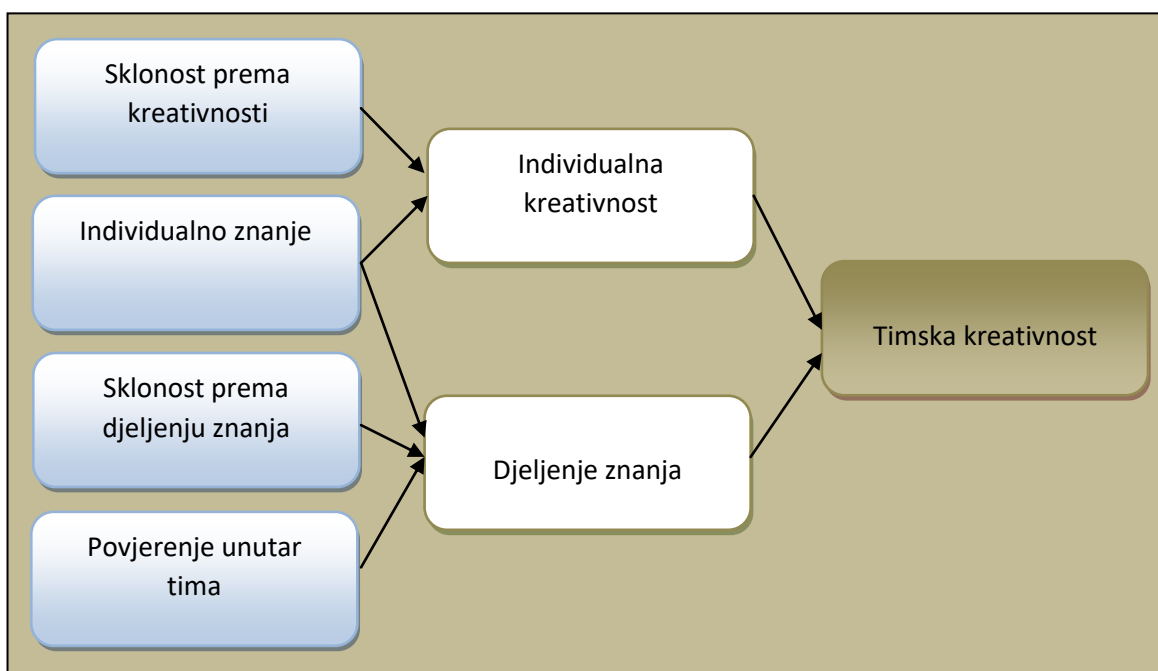 Sklonost prema
kreativnosti
Individualno znanje
Sklonost prema
djeljenju znanja
Povjerenje unutar
tima
Individualna
kreativnost
Djeljenje znanja
Timska kreativnost